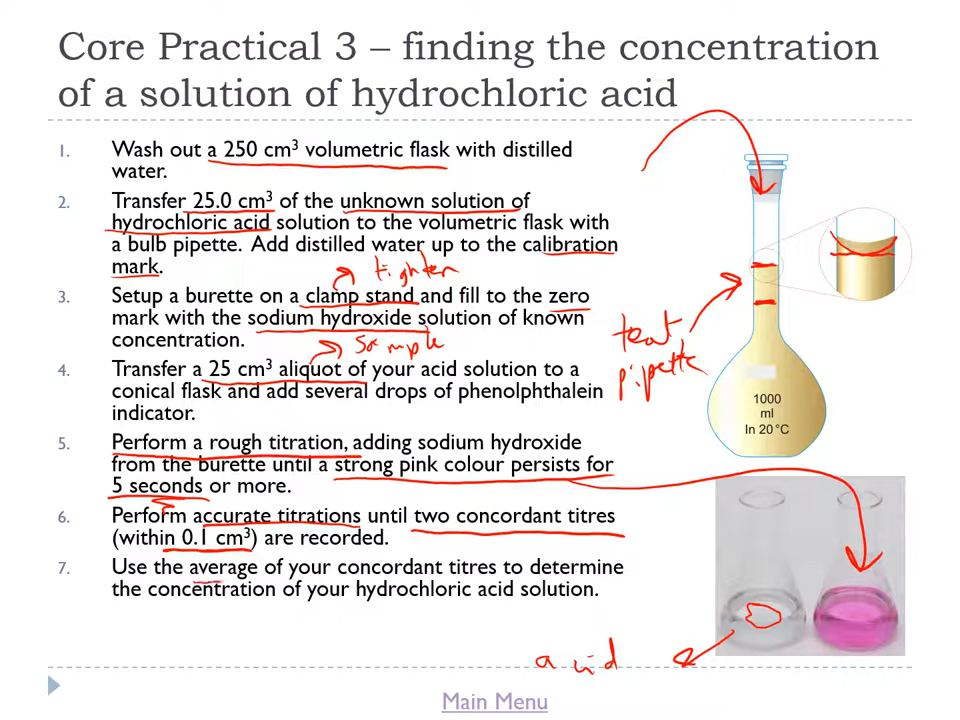 Core Practical 3 – finding the concentration
of a solution of hydrochloric acid
1. Wash out a 250 cm³ volumetric flask with distilled
water.
2. Transfer 25.0 cm³ of the unknown solution of
hydrochloric acid solution to the volumetric flask with
a bulb pipette. Add distilled water up to the calibration
mark.
tighten
3. Setup a burette on a clamp stand and fill to the zero
mark with the sodium hydroxide solution of known
concentration.
sample
4. Transfer a 25 cm³ aliquot of your acid solution to a
conical flask and add several drops of phenolphthalein
indicator.
5. Perform a rough titration, adding sodium hydroxide
from the burette until a strong pink colour persists for
5 seconds or more.
6. Perform accurate titrations until two concordant titres
(within 0.1 cm³) are recorded.
7. Use the average of your concordant titres to determine
the concentration of your hydrochloric acid solution.
teat
pipette
1000
ml
In 20°C
acid
Main Menu